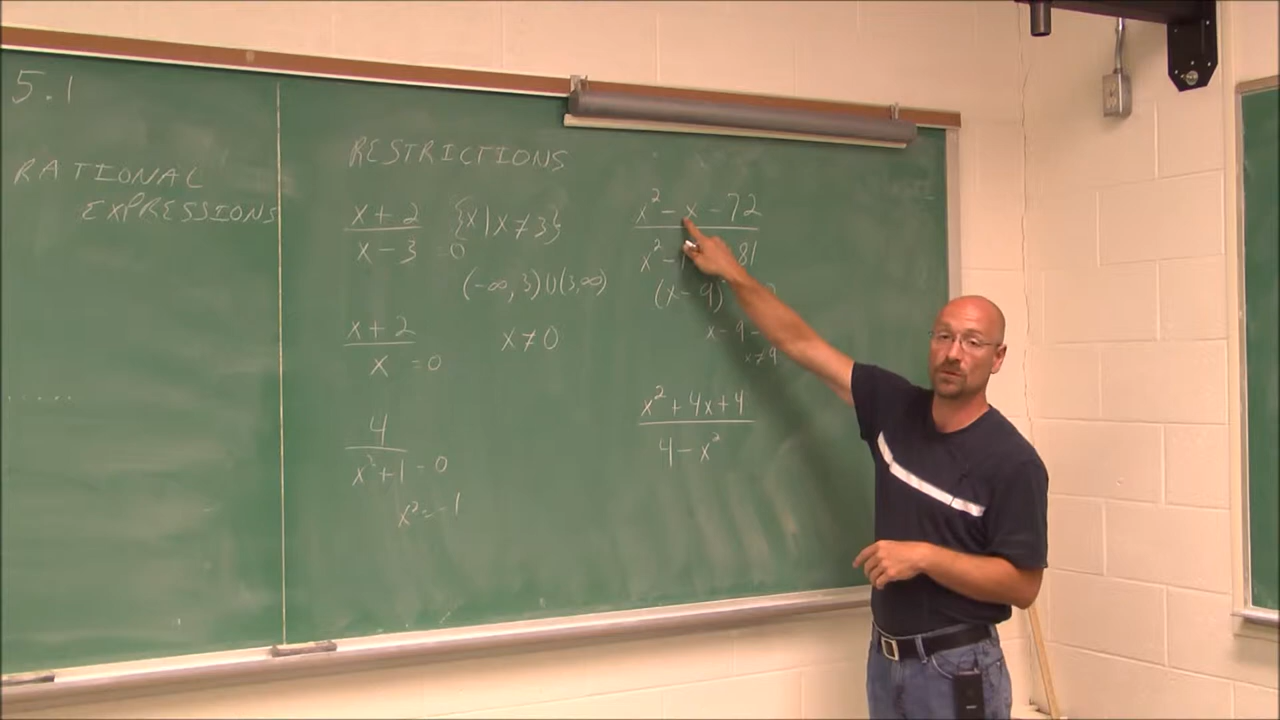 5.1
RATIONAL
EXPRESSIONS
RESTRICTIONS
x + 2
x - 3 = 0
{x | x ≠ 3}
(-∞, 3) ∪ (3, ∞)
x + 2
x = 0
x ≠ 0
4
x² + 1 = 0
x² = -1
x² - x - 72
x² - 81
(x - 9)
x - 9
x ≠ 9
x² + 4x + 4
4 - x²